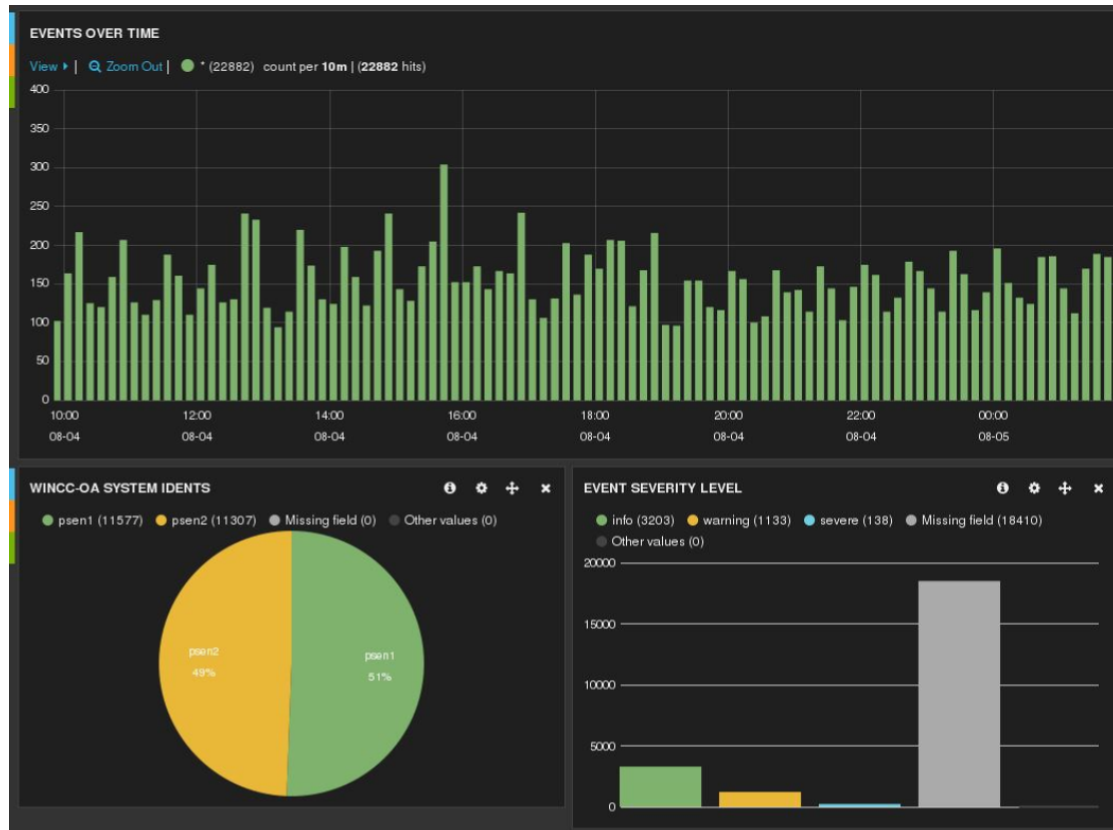 EVENTS OVER TIME
View | Zoom Out | * (22882) count per 10m | (22882 hits)
400
350
300
250
200
150
100
50
0
10:00 12:00 14:00 16:00 18:00 20:00 22:00 00:00
08-04 08-04 08-04 08-04 08-04 08-04 08-04 08-05
WINCC-OA SYSTEM IDENTS
psen1 (11577) psen2 (11307) Missing field (0) Other values (0)
psen2
49%
psen1
51%
EVENT SEVERITY LEVEL
info (3203) warning (1133) severe (138) Missing field (18410)
Other values (0)
20000
15000
10000
5000
0